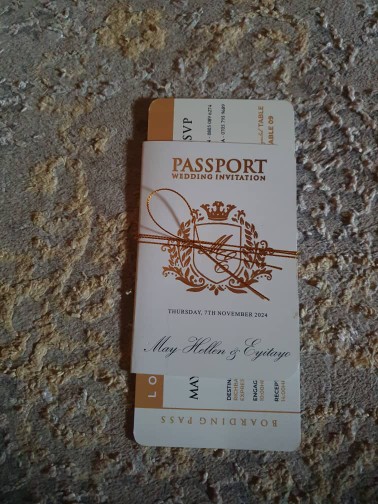 SVP
TABLE
ABLE 09
PASSPORT
WEDDING INVITATION
THURSDAY, 7TH NOVEMBER 2024
May Hellen & Eyitayo
LO
MAY
DESTIN
ENGAG
RECEP
BOARDING PASS